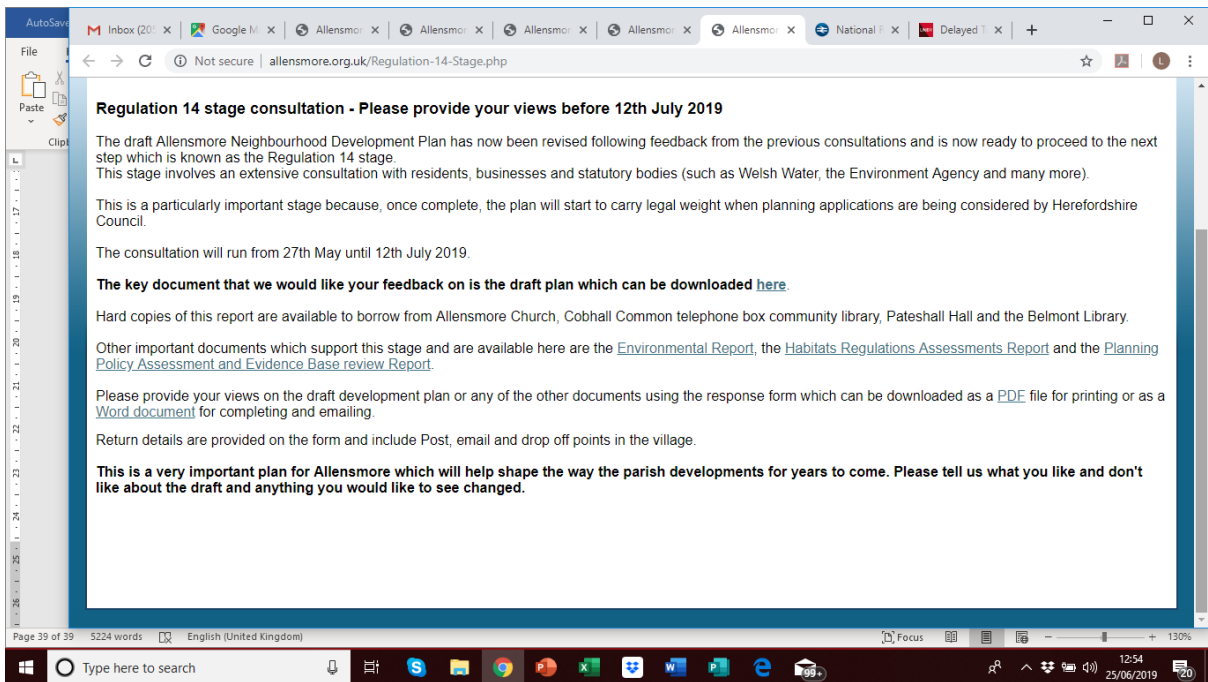 AutoSave
Inbox (205
Google M
Allensmor
Allensmor
Allensmor
Allensmor
Allensmor
National R
Delayed T
File
Not secure | allensmore.org.uk/Regulation-14-Stage.php
L
Paste
Clipb
Regulation 14 stage consultation - Please provide your views before 12th July 2019
The draft Allensmore Neighbourhood Development Plan has now been revised following feedback from the previous consultations and is now ready to proceed to the next
step which is known as the Regulation 14 stage.
This stage involves an extensive consultation with residents, businesses and statutory bodies (such as Welsh Water, the Environment Agency and many more).
This is a particularly important stage because, once complete, the plan will start to carry legal weight when planning applications are being considered by Herefordshire
Council.
The consultation will run from 27th May until 12th July 2019.
The key document that we would like your feedback on is the draft plan which can be downloaded here.
Hard copies of this report are available to borrow from Allensmore Church, Cobhall Common telephone box community library, Pateshall Hall and the Belmont Library.
Other important documents which support this stage and are available here are the Environmental Report, the Habitats Regulations Assessments Report and the Planning
Policy Assessment and Evidence Base review Report.
Please provide your views on the draft development plan or any of the other documents using the response form which can be downloaded as a PDF file for printing or as a
Word document for completing and emailing.
Return details are provided on the form and include Post, email and drop off points in the village.
This is a very important plan for Allensmore which will help shape the way the parish developments for years to come. Please tell us what you like and don't
like about the draft and anything you would like to see changed.
17
18
19
20
21
22
23
24
25
26
Page 39 of 39 5224 words English (United Kingdom) Focus 130%
Type here to search
99+
12:54
25/06/2019
20